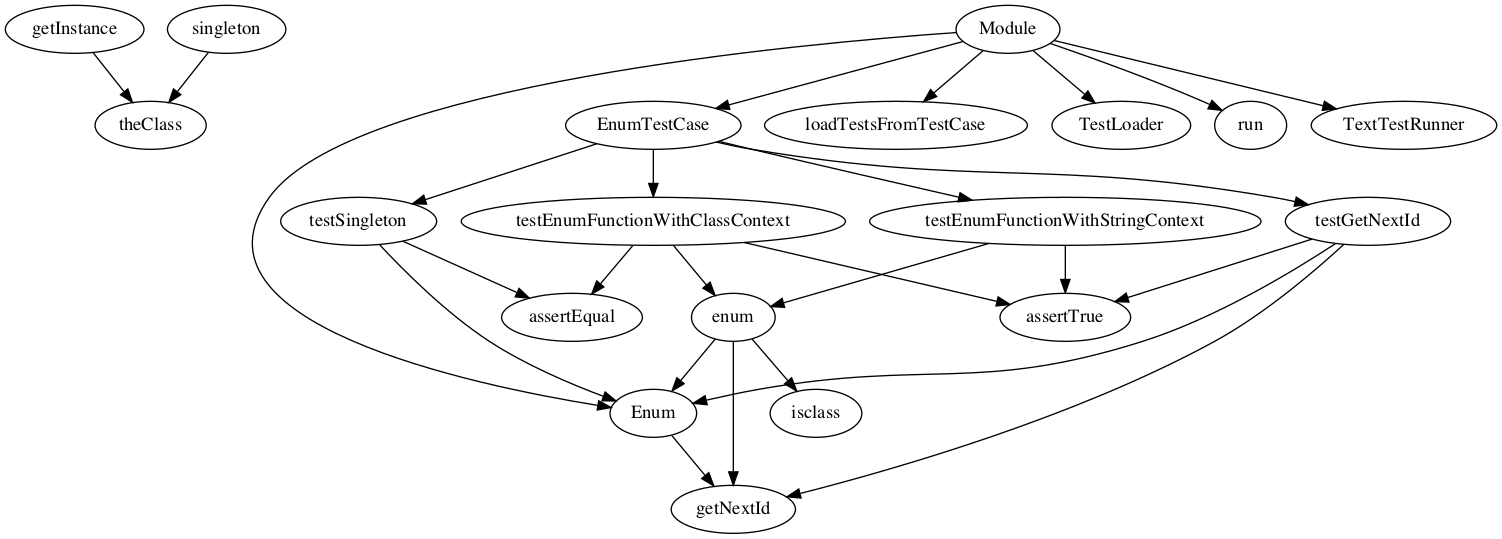 getInstance
singleton
Module
theClass
EnumTestCase
loadTestsFromTestCase
TestLoader
run
TextTestRunner
testSingleton
testEnumFunctionWithClassContext
testEnumFunctionWithStringContext
testGetNextId
assertEqual
enum
assertTrue
Enum
isclass
getNextId